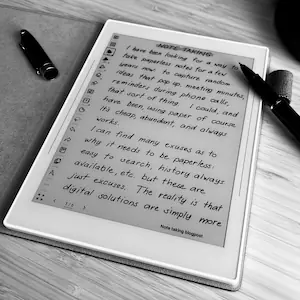 NOTE TAKING
I have been looking for a way to
take paperless notes for a few
years now to capture random
ideas that pop up, meeting minutes,
reminders during phone calls,
that sort of thing. I could, and
have been, using paper of course.
It's cheap, abundant, and always
works.
I can find many excuses as to
why it needs to be paperless:
easy to search, history always
available, etc. but these are
just excuses. The reality is that
digital solutions are simply more
Note taking blogpost
1/5